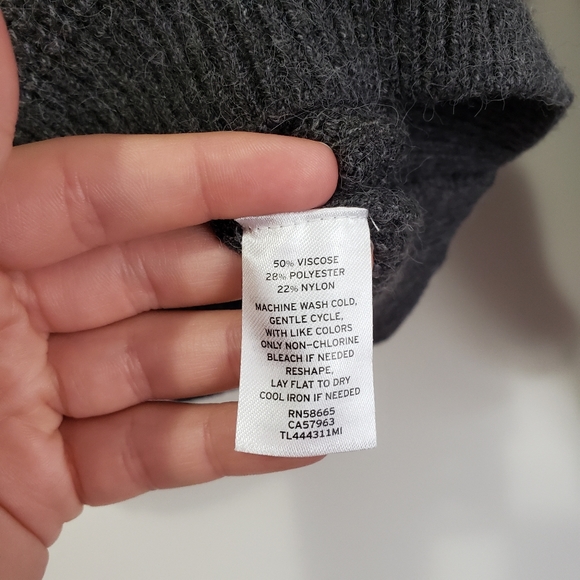 50% VISCOSE
28% POLYESTER
22% NYLON
MACHINE WASH COLD,
GENTLE CYCLE,
WITH LIKE COLORS
ONLY NON-CHLORINE
BLEACH IF NEEDED
RESHAPE,
LAY FLAT TO DRY
COOL IRON IF NEEDED
RN58665
CA57963
TL444311MI